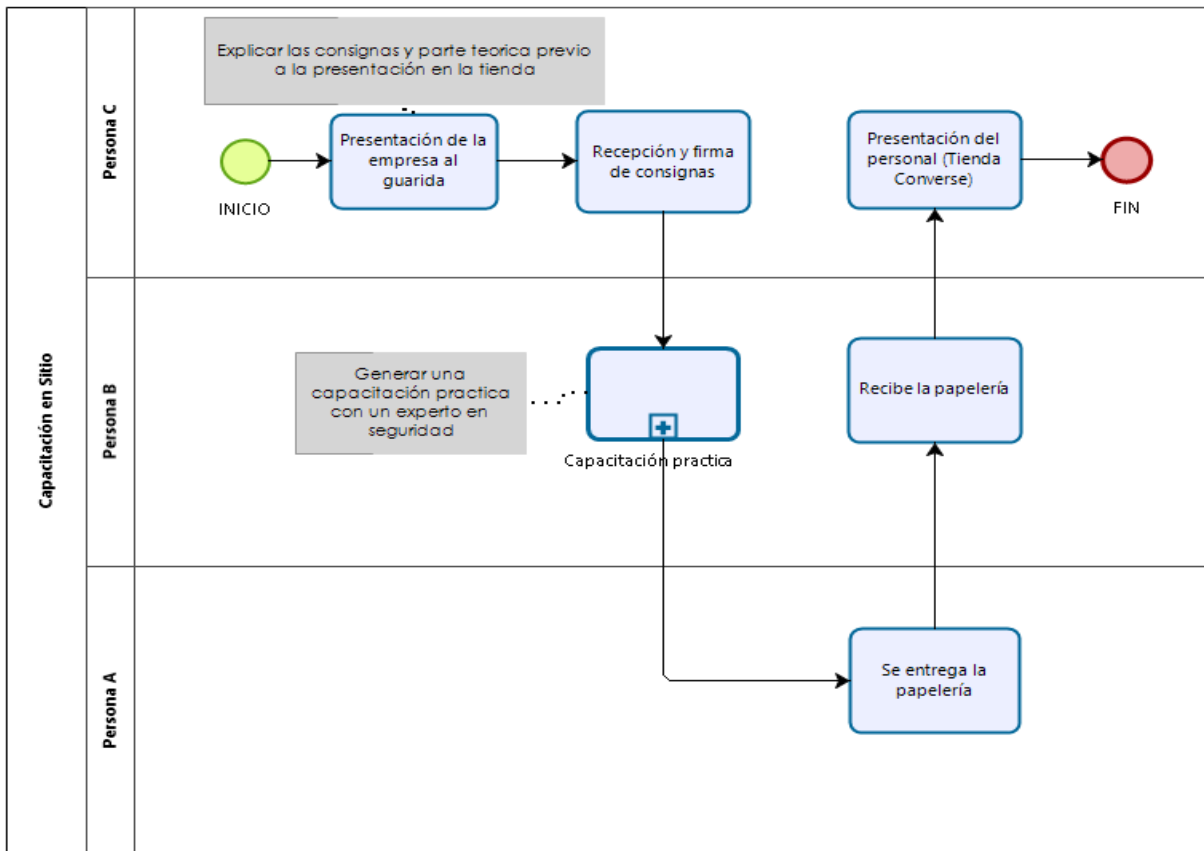 Capacitación en Sitio
Persona C
Explicar las consignas y parte teorica previo
a la presentación en la tienda
INICIO
Presentación de la
empresa al
guarida
Recepción y firma
de consignas
Presentación del
personal (Tienda
Converse)
FIN
Persona B
Generar una
capacitación practica
con un experto en
seguridad
Capacitación practica
Recibe la papelería
Persona A
Se entrega la
papelería